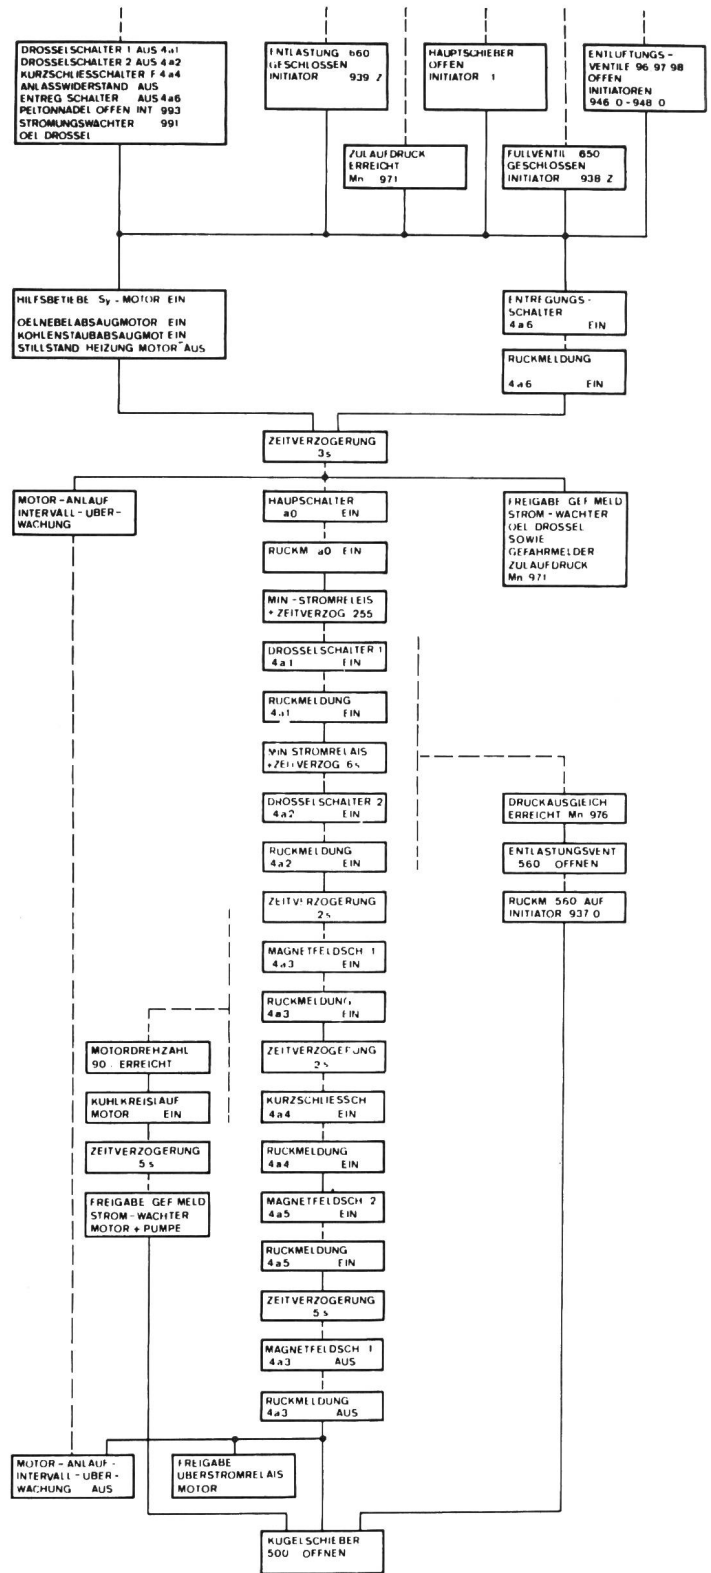 DROSSELSCHALTER 1 AUS 4a1
DROSSELSCHALTER 2 AUS 4a2
KURZSCHLIESSCHALTER F 4a4
ANLASSWIDERSTAND AUS
ENTREG SCHALTER AUS 4a6
PELTONNADEL OFFEN INT 993
STROMUNGSWACHTER 991
OEL DROSSEL
ENTLASTUNG 660
GESCHLOSSEN
INITIATOR 939 Z
HAUPTSCHIEBER
OFFEN
INITIATOR 1
ENTLUFTUNGS-
VENTILE 96 97 98
OFFEN
INITIATOREN
946 O - 948 O
ZULAUFDRUCK
ERREICHT
Mn 971
FULLVENTIL 650
GESCHLOSSEN
INITIATOR 938 Z
HILFSBETRIEBE Sy - MOTOR EIN
OELNEBELABSAUGMOTOR EIN
KOHLENSTAUBABSAUGMOT EIN
STILLSTAND HEIZUNG MOTOR AUS
ENTREGUNGS-
SCHALTER
4a6 EIN
RUCKMELDUNG
4a6 EIN
ZEITVERZOGERUNG
3s
MOTOR-ANLAUF
INTERVALL-UBER-
WACHUNG
HAUPSCHALTER
a0 EIN
FREIGABE GEF MELD
STROM-WACHTER
OEL DROSSEL
SOWIE
GEFAHRMELDER
ZULAUFDRUCK
Mn 971
RUCKM a0 EIN
MIN-STROMRELEIS
+ ZEITVERZOG 255
DROSSELSCHALTER 1
4a1 EIN
RUCKMELDUNG
4a1 EIN
MIN STROMRELAIS
+ZEITVERZOG 6s
DROSSELSCHALTER 2
4a2 EIN
DRUCKAUSGLEICH
ERREICHT Mn 976
RUCKMELDUNG
4a2 EIN
ENTLASTUNGSVENT
560 OFFNEN
ZEITVERZOGERUNG
2s
RUCKM 560 AUF
INITIATOR 937 O
MAGNETFELDSCH 1
4a3 EIN
RUCKMELDUNG
4a3 EIN
MOTORDREHZAHL
90 ERREICHT
ZEITVERZOGERUNG
2s
KUHLKREISLAUF
MOTOR EIN
KURZSCHLIESSCH
4a4 EIN
ZEITVERZOGERUNG
5s
RUCKMELDUNG
4a4 EIN
FREIGABE GEF MELD
STROM-WACHTER
MOTOR + PUMPE
MAGNETFELDSCH 2
4a5 EIN
RUCKMELDUNG
4a5 EIN
ZEITVERZOGERUNG
5s
MAGNETFELDSCH 1
4a3 AUS
RUCKMELDUNG
4a3 AUS
MOTOR-ANLAUF-
INTERVALL-UBER-
WACHUNG AUS
FREIGABE
UBERSTROMRELAIS
MOTOR
KUGELSCHIEBER
500 OFFNEN